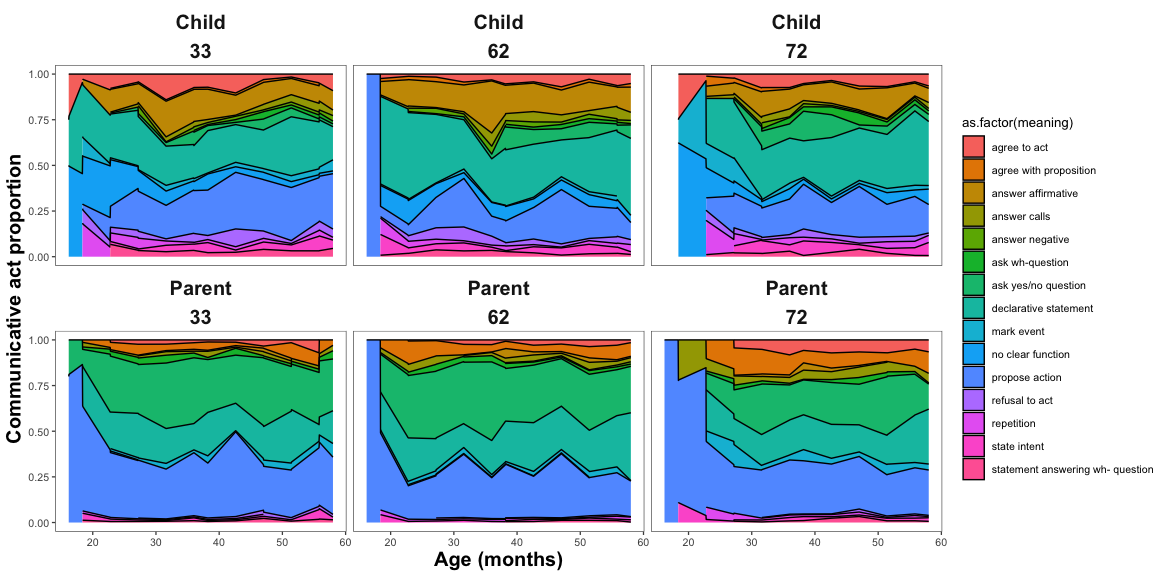 Child
33
Child
62
Child
72
1.00
0.75
0.50
0.25
0.00
Parent
33
Parent
62
Parent
72
1.00
0.75
0.50
0.25
0.00
20 30 40 50 60
20 30 40 50 60
20 30 40 50 60
Age (months)
Communicative act proportion
as.factor(meaning)
agree to act
agree with proposition
answer affirmative
answer calls
answer negative
ask wh-question
ask yes/no question
declarative statement
mark event
no clear function
propose action
refusal to act
repetition
state intent
statement answering wh- question